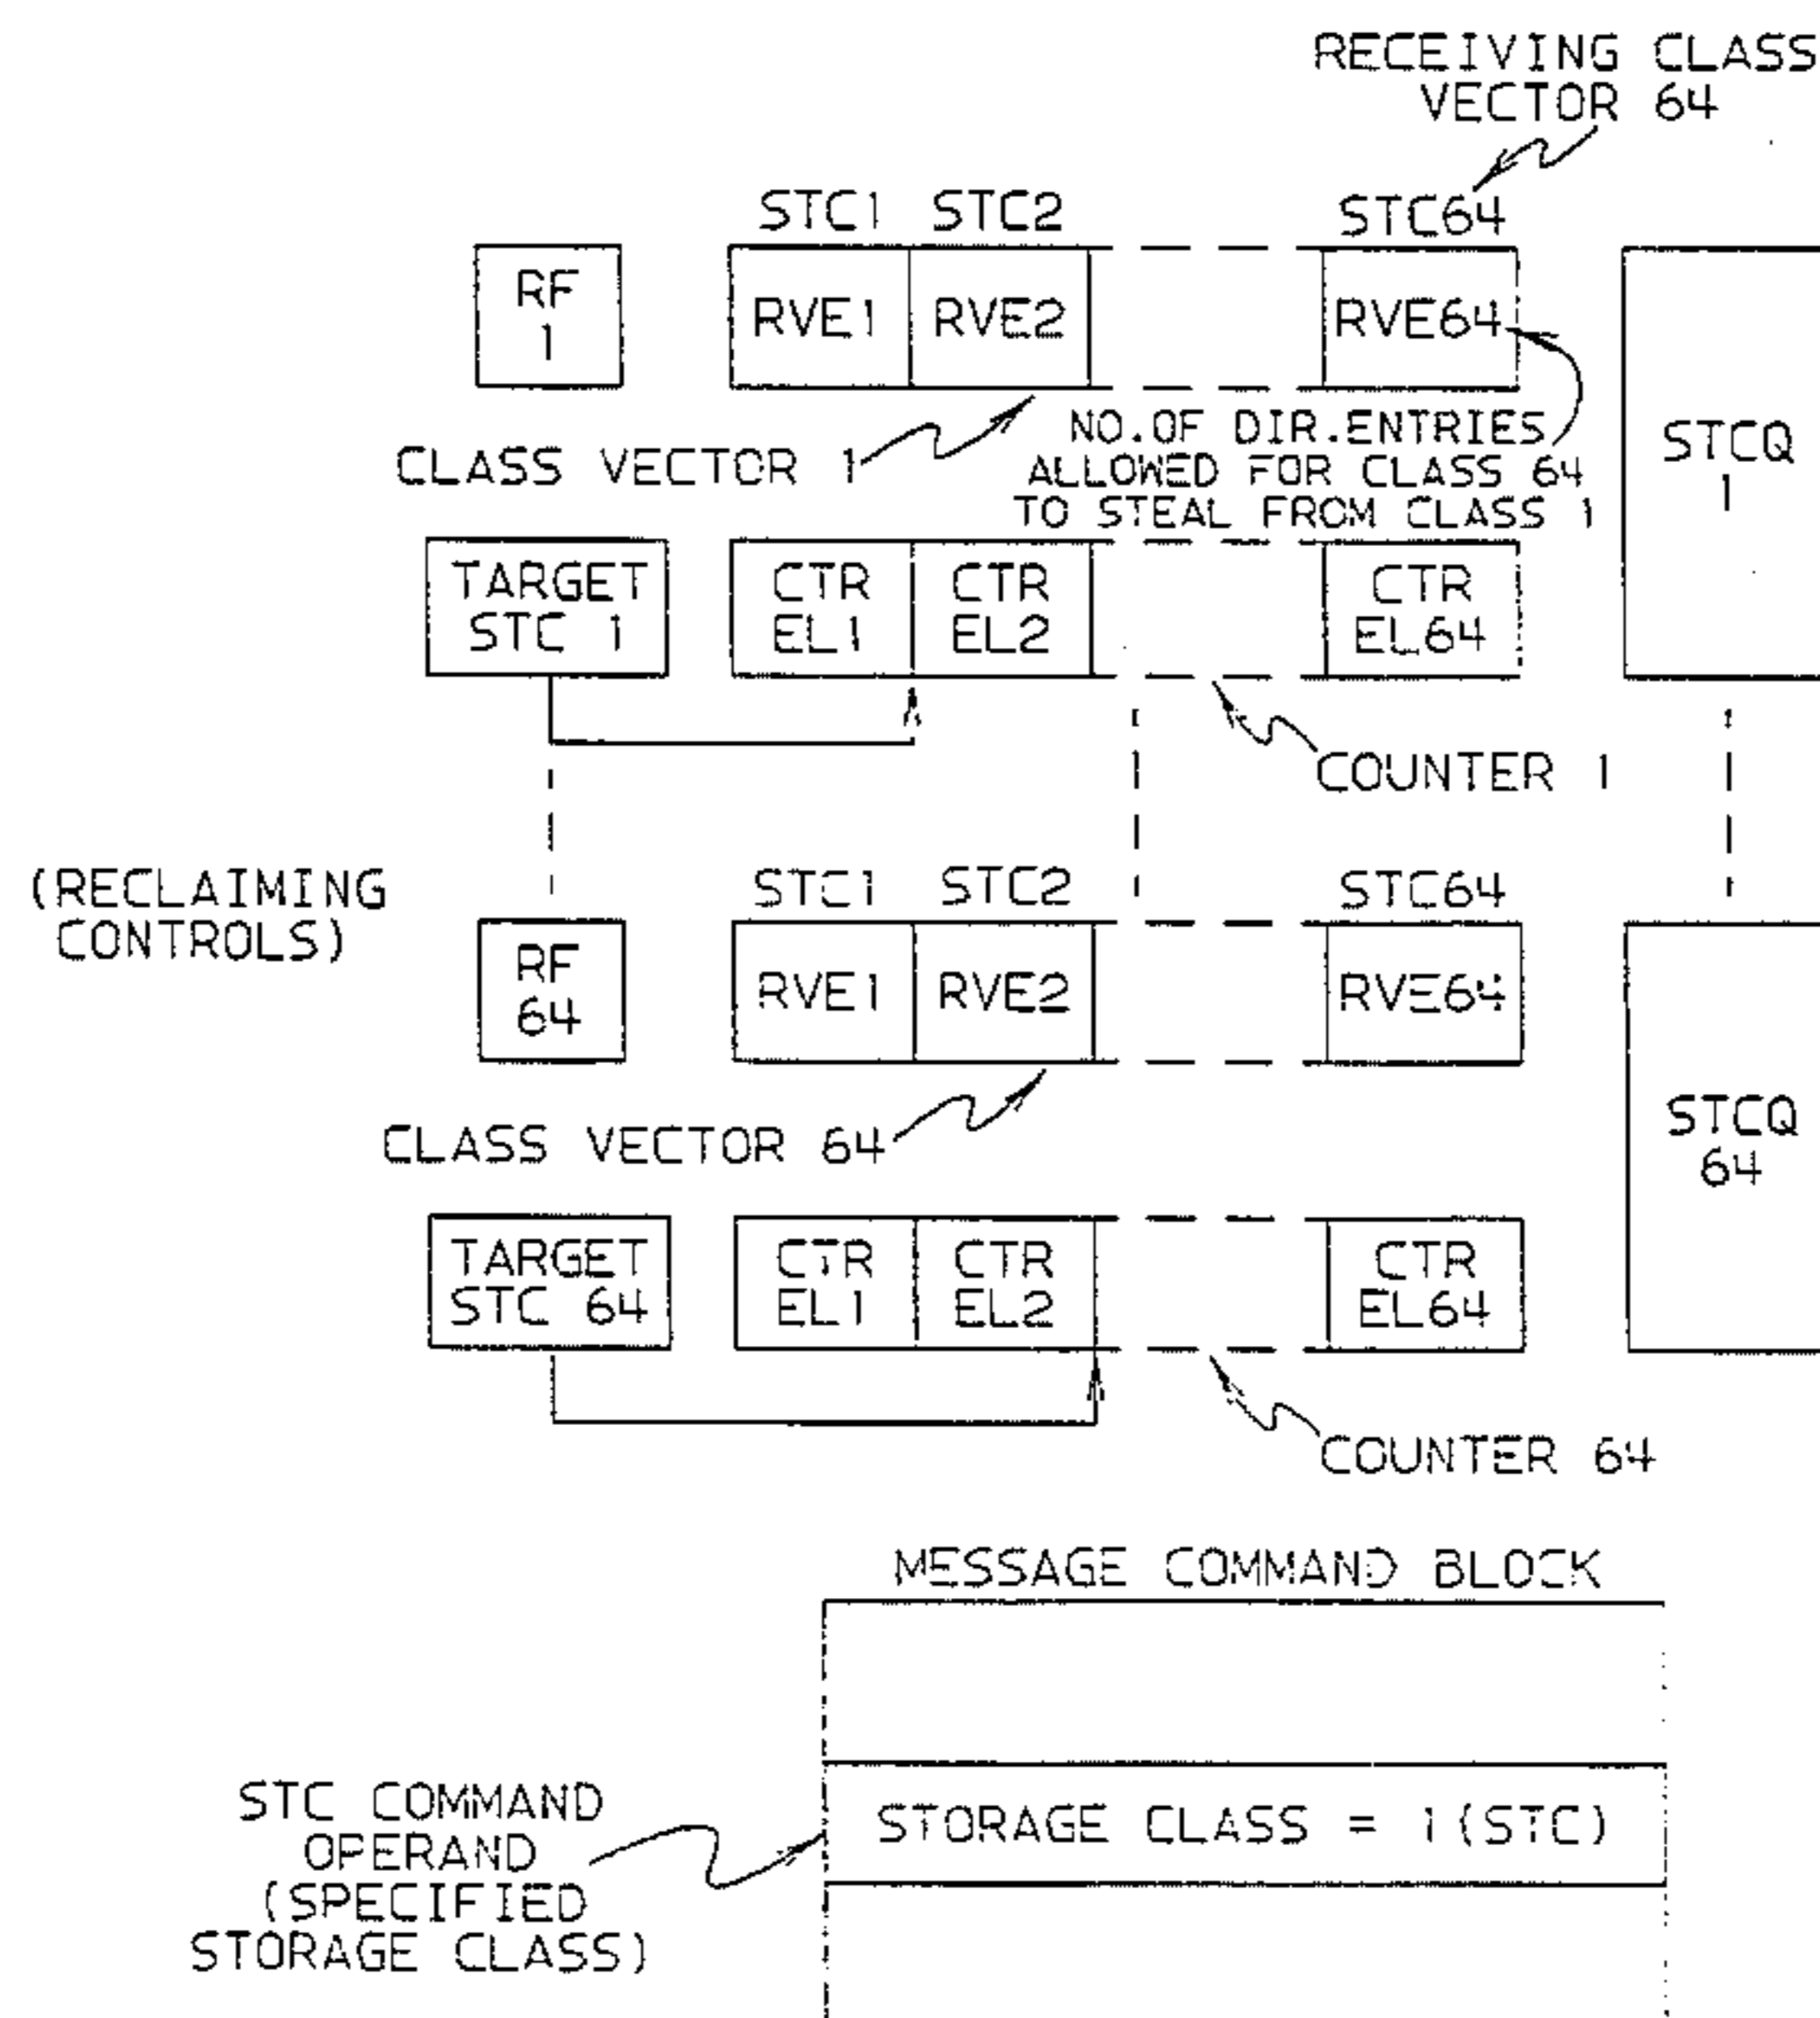 RECEIVING CLASS
VECTOR 64
STC1 STC2 STC64
RF
1
RVE1 RVE2 RVE64
STCQ
1
CLASS VECTOR 1
NO.OF DIR.ENTRIES
ALLOWED FOR CLASS 64
TO STEAL FROM CLASS 1
TARGET
STC 1
CTR
EL1
CTR
EL2
CTR
EL64
COUNTER 1
(RECLAIMING
CONTROLS)
STC1 STC2 STC64
RF
64
RVE1 RVE2 RVE64
STCQ
64
CLASS VECTOR 64
TARGET
STC 64
CTR
EL1
CTR
EL2
CTR
EL64
COUNTER 64
MESSAGE COMMAND BLOCK
STC COMMAND
OPERAND
(SPECIFIED
STORAGE CLASS)
STORAGE CLASS = 1(STC)